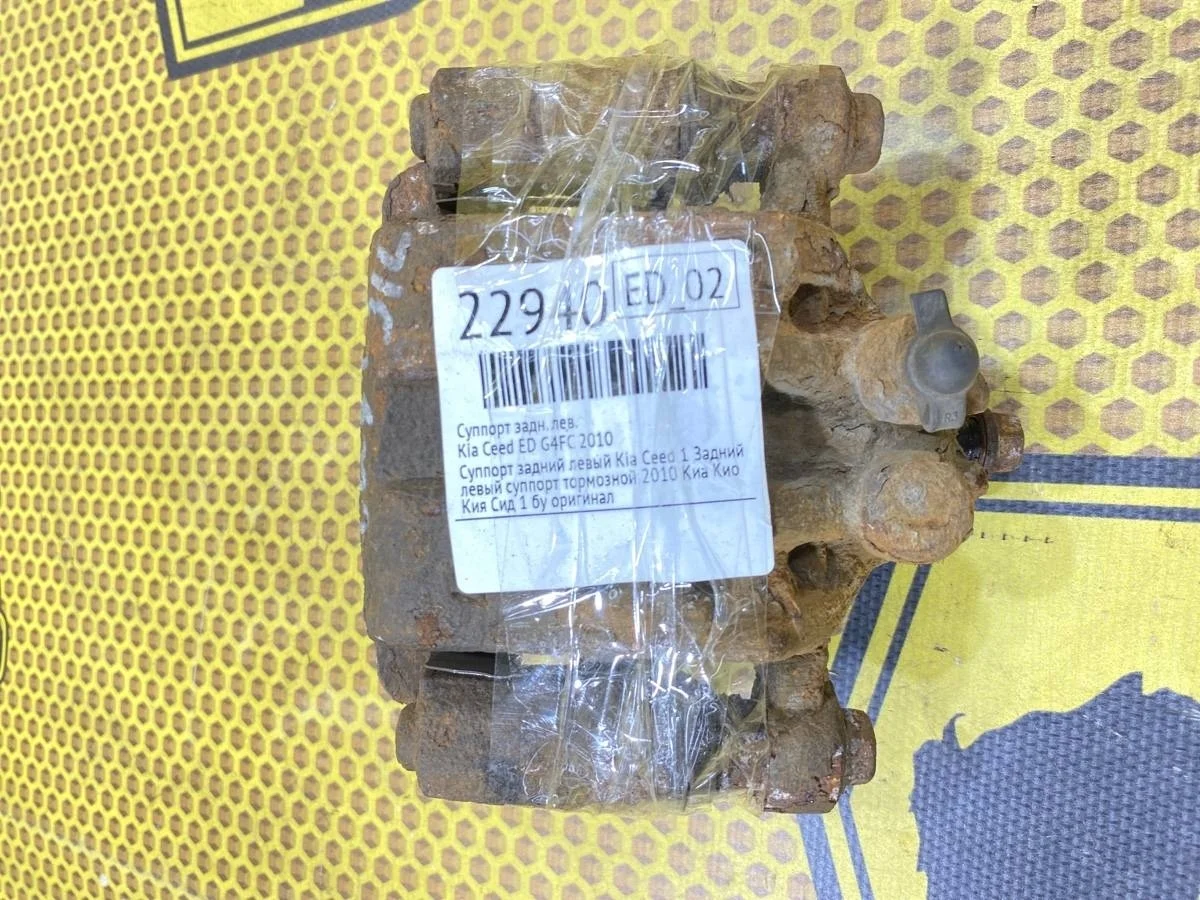 22940 ED_02
Суппорт задн. лев.
Kia Ceed ED G4FC 2010
Суппорт задний левый Kia Ceed 1 Задний
левый суппорт тормозной 2010 Киа Кио
Кия Сид 1 бу оригинал
R3